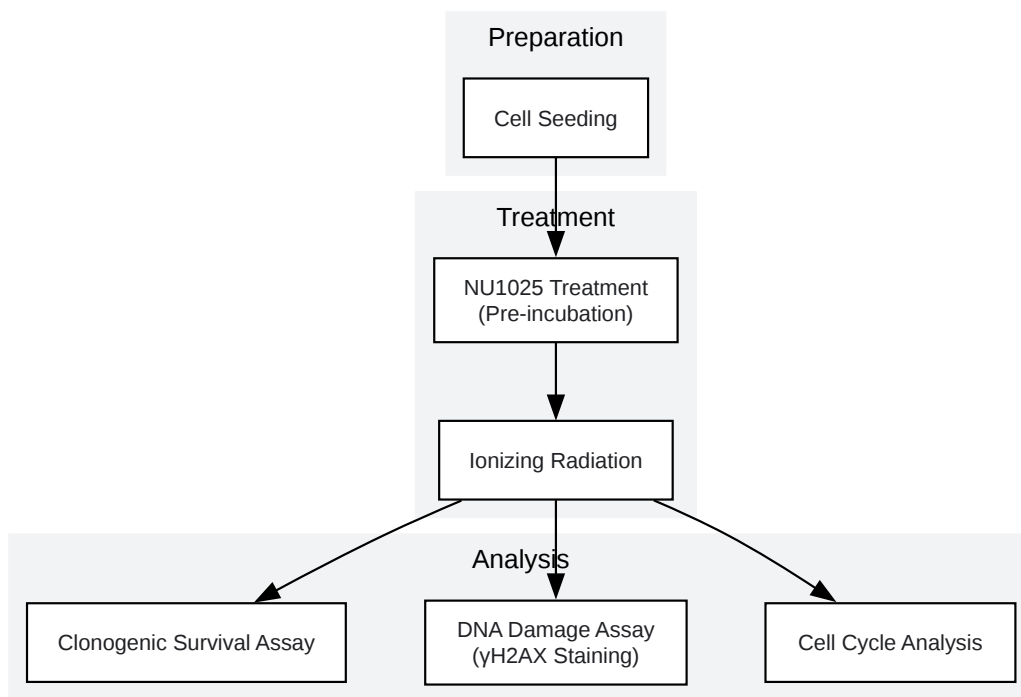 Preparation
Cell Seeding
Treatment
NU1025 Treatment
(Pre-incubation)
Ionizing Radiation
Analysis
Clonogenic Survival Assay
DNA Damage Assay
(γH2AX Staining)
Cell Cycle Analysis